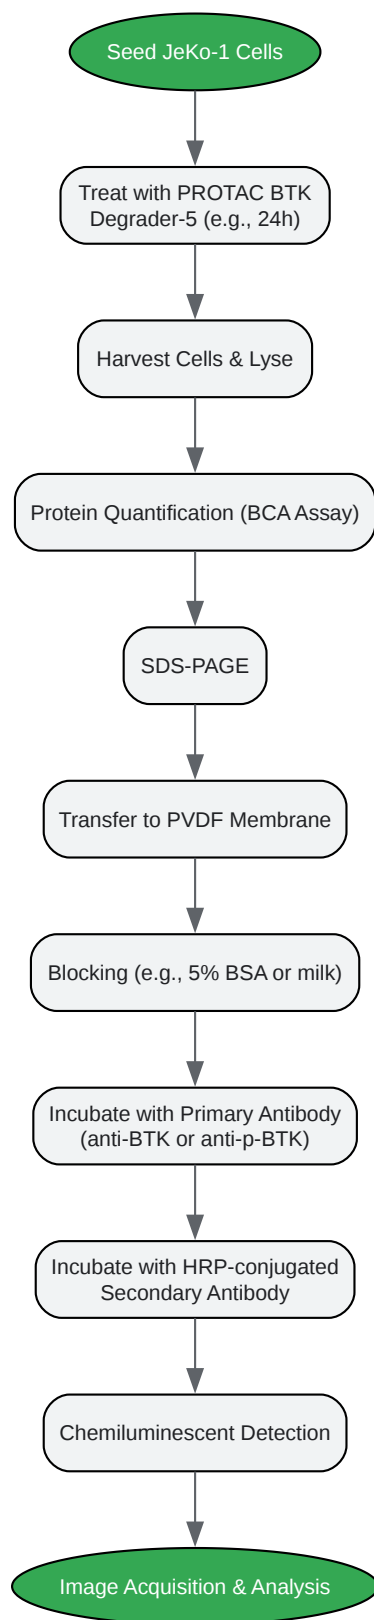 Seed JeKo-1 Cells
Treat with PROTAC BTK
Degrader-5 (e.g., 24h)
Harvest Cells & Lyse
Protein Quantification (BCA Assay)
SDS-PAGE
Transfer to PVDF Membrane
Blocking (e.g., 5% BSA or milk)
Incubate with Primary Antibody
(anti-BTK or anti-p-BTK)
Incubate with HRP-conjugated
Secondary Antibody
Chemiluminescent Detection
Image Acquisition & Analysis